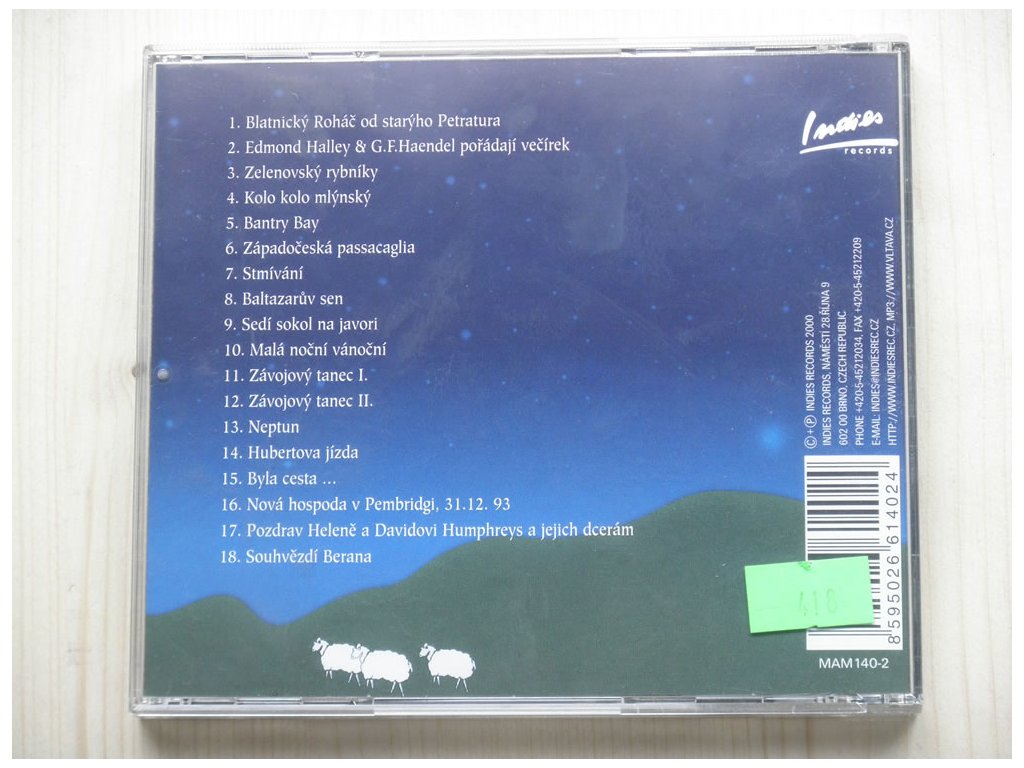 1. Blatnický Roháč od starýho Petratura
2. Edmond Halley & G.F.Haendel pořádají večírek
3. Zelenovský rybníky
4. Kolo kolo mlýnský
5. Bantry Bay
6. Západočeská passacaglia
7. Stmívání
8. Baltazarův sen
9. Sedí sokol na javori
10. Malá noční vánoční
11. Závojový tanec I.
12. Závojový tanec II.
13. Neptun
14. Hubertova jízda
15. Byla cesta ...
16. Nová hospoda v Pembridgi, 31.12. 93
17. Pozdrav Heleně a Davidovi Humphreys a jejich dcerám
18. Souhvězdí Berana
Indies
records
©+℗ INDIES RECORDS 2000
INDIES RECORDS, NÁMĚSTÍ 28.ŘÍJNA 9
602 00 BRNO, CZECH REPUBLIC
PHONE +420-5-45212034, FAX +420-5-45212209
E-MAIL: INDIES@INDIESREC.CZ
HTTP://WWW.INDIESREC.CZ, MP3://WWW.VLTAVA.CZ
8 595026 614024
MAM140-2